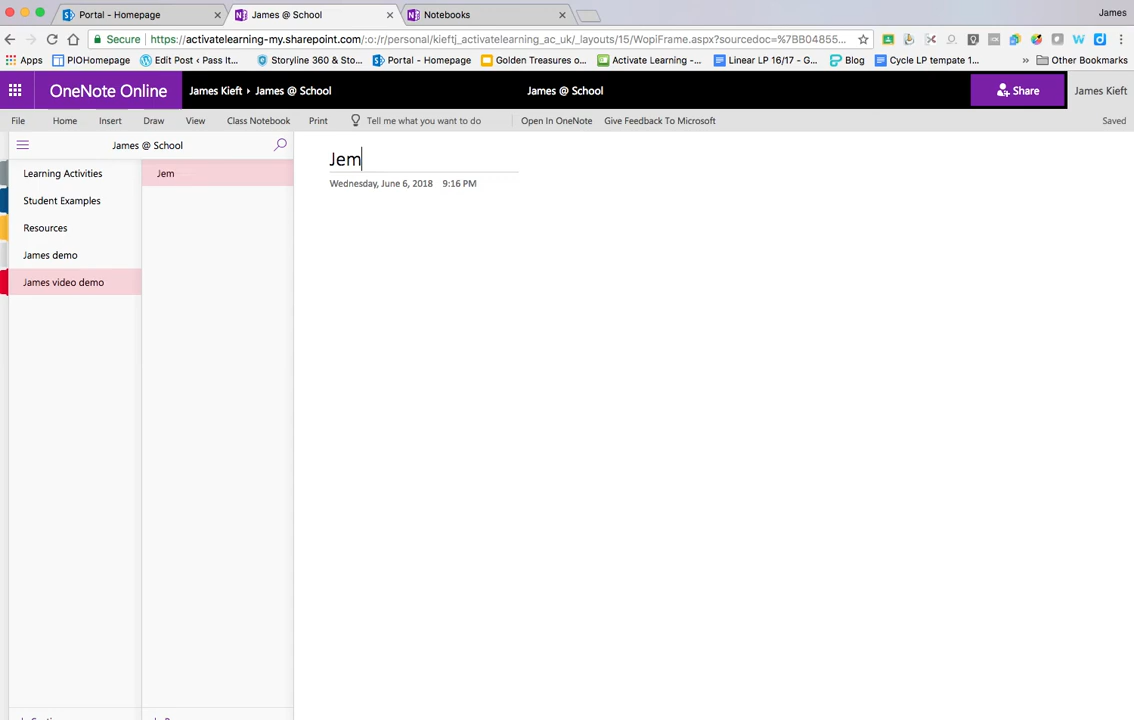 Portal - Homepage
James @ School
Notebooks
James
Secure
https://activatelearning-my.sharepoint.com/:o:/r/personal/kieftj_activatelearning_ac_uk/_layouts/15/WopiFrame.aspx?sourcedoc=%7BB04855...
Apps
PIOHomepage
Edit Post ‹ Pass It...
Storyline 360 & Sto...
Portal - Homepage
Golden Treasures o...
Activate Learning -...
Linear LP 16/17 - G...
Blog
Cycle LP tempate 1...
» Other Bookmarks
OneNote Online
James Kieft › James @ School
James @ School
Share
James Kieft
File
Home
Insert
Draw
View
Class Notebook
Print
Tell me what you want to do
Open In OneNote
Give Feedback To Microsoft
Saved
James @ School
Learning Activities
Student Examples
Resources
James demo
James video demo
Jem
Jem
Wednesday, June 6, 2018 9:16 PM